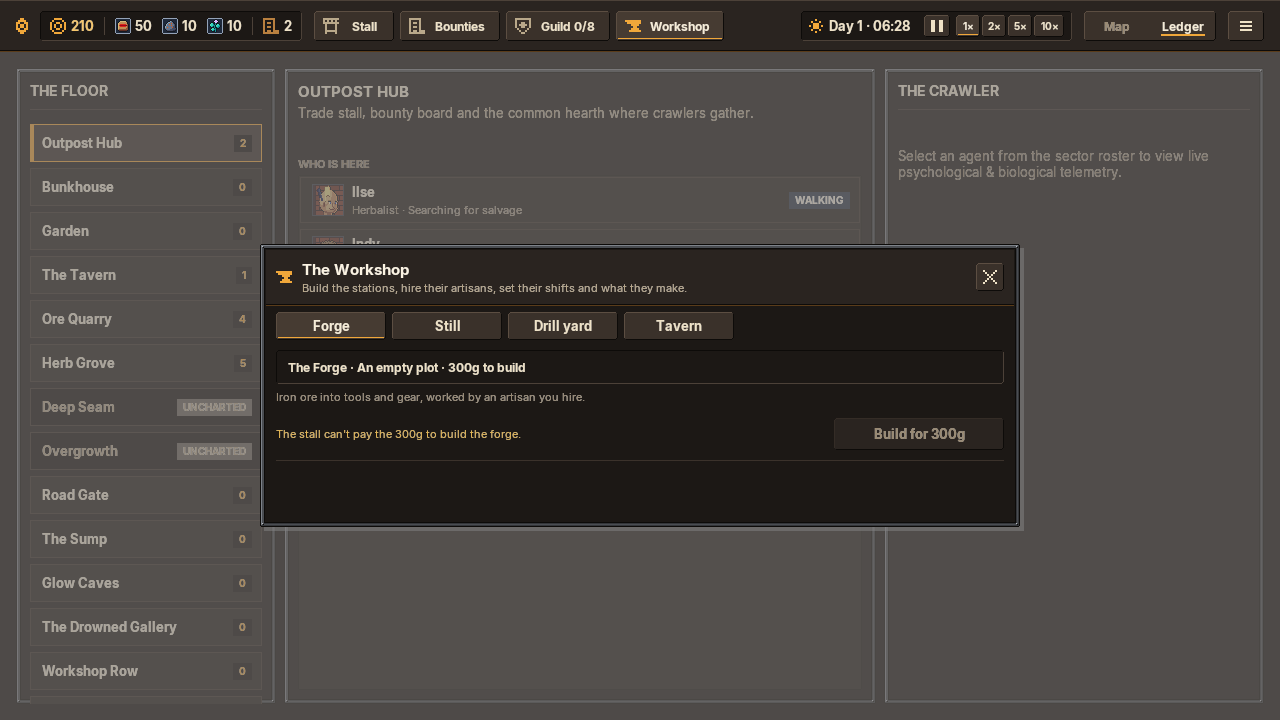 210
50
10
10
2
Stall
Bounties
Guild 0/8
Workshop
Day 1 · 06:28
1×
2×
5×
10×
Map
Ledger
THE FLOOR
Outpost Hub 2
Bunkhouse 0
Garden 0
The Tavern 1
Ore Quarry 4
Herb Grove 5
Deep Seam UNCHARTED
Overgrowth UNCHARTED
Road Gate 0
The Sump 0
Glow Caves 0
The Drowned Gallery 0
Workshop Row 0
OUTPOST HUB
Trade stall, bounty board and the common hearth where crawlers gather.
WHO IS HERE
Ilse
Herbalist · Searching for salvage
WALKING
THE CRAWLER
Select an agent from the sector roster to view live
psychological & biological telemetry.
The Workshop
Build the stations, hire their artisans, set their shifts and what they make.
Forge
Still
Drill yard
Tavern
The Forge · An empty plot · 300g to build
Iron ore into tools and gear, worked by an artisan you hire.
The stall can't pay the 300g to build the forge.
Build for 300g